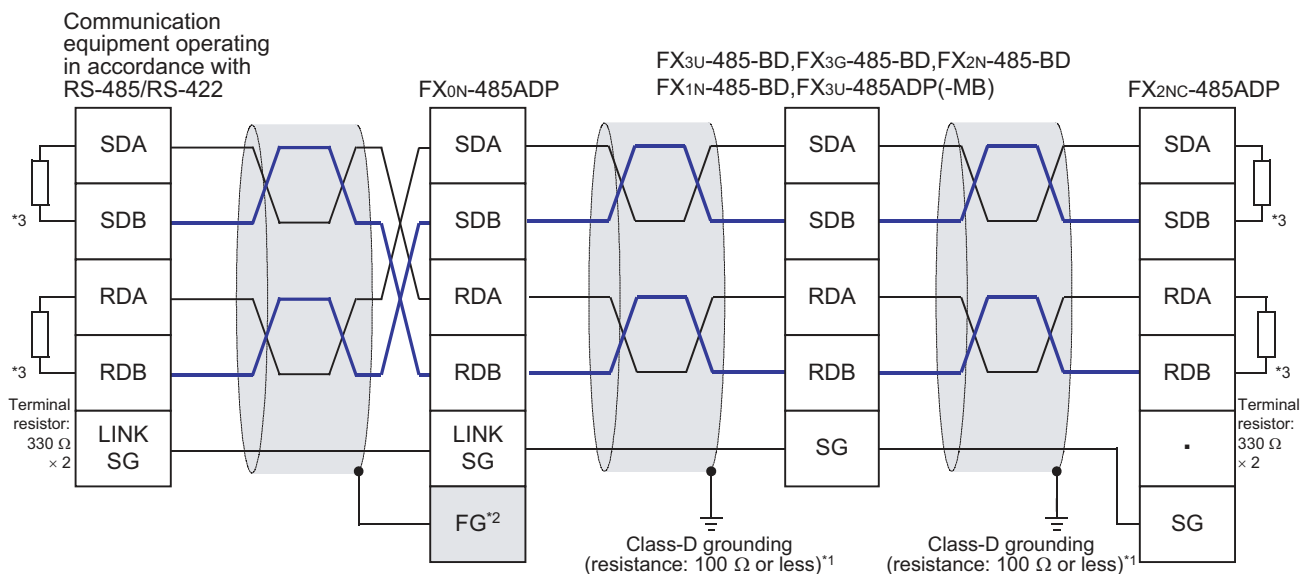 Communication
equipment operating
in accordance with
RS-485/RS-422
FX0N-485ADP
FX3U-485-BD,FX3G-485-BD,FX2N-485-BD
FX1N-485-BD,FX3U-485ADP(-MB)
FX2NC-485ADP
SDA
SDB
RDA
RDB
LINK
SG
*3
*3
Terminal
resistor:
330 Ω
× 2
SDA
SDB
RDA
RDB
LINK
SG
FG*2
SDA
SDB
RDA
RDB
SG
SDA
SDB
RDA
RDB
.
SG
*3
*3
Terminal
resistor:
330 Ω
× 2
Class-D grounding
(resistance: 100 Ω or less)*1
Class-D grounding
(resistance: 100 Ω or less)*1